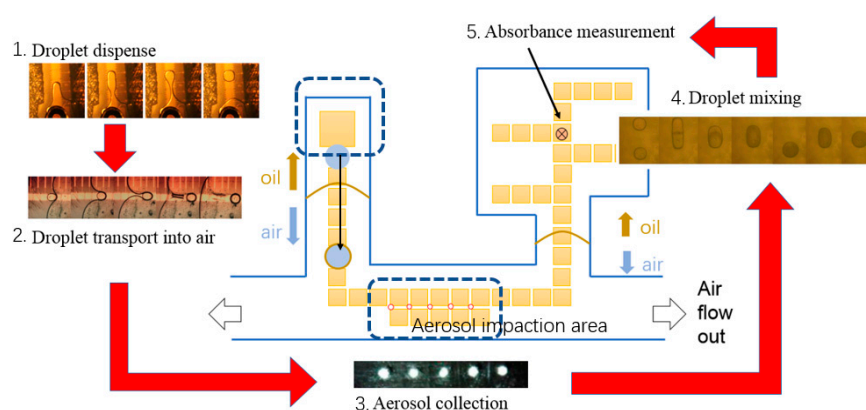 1. Droplet dispense
5. Absorbance measurement
4. Droplet mixing
oil
air
2. Droplet transport into air
oil
air
Aerosol impaction area
Air
flow
out
3. Aerosol collection